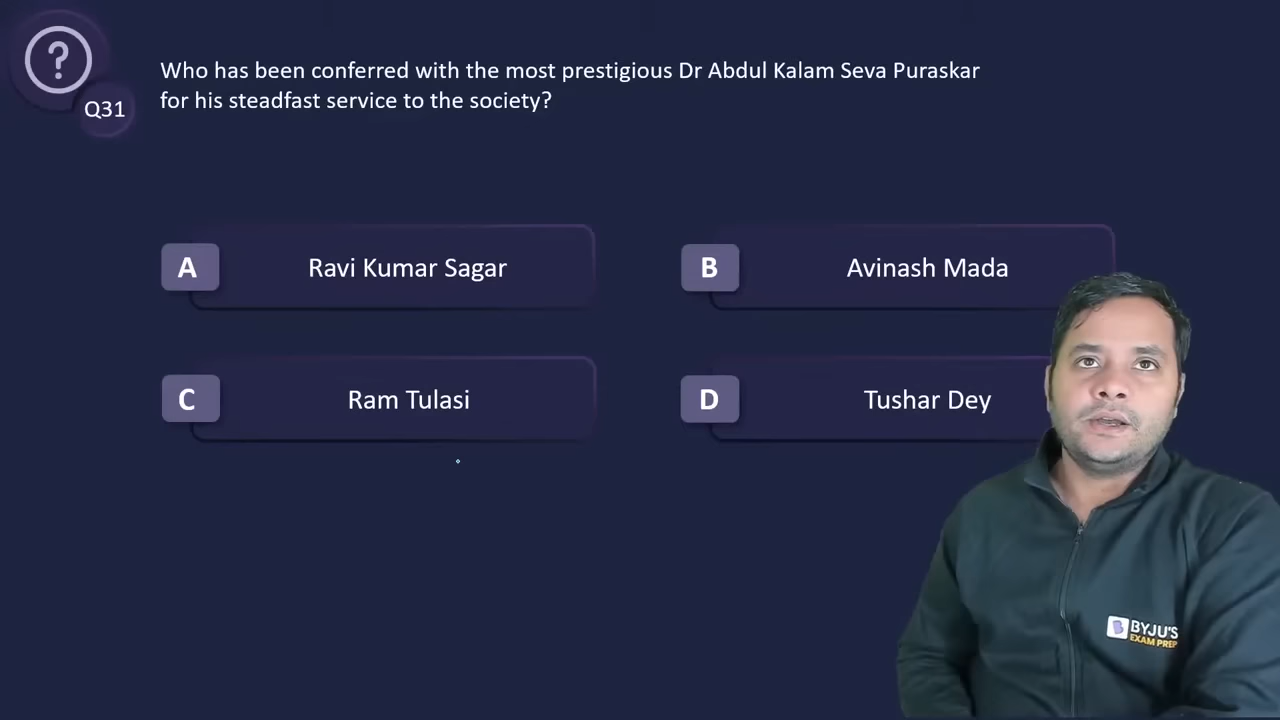 Q31
Who has been conferred with the most prestigious Dr Abdul Kalam Seva Puraskar
for his steadfast service to the society?
A Ravi Kumar Sagar
B Avinash Mada
C Ram Tulasi
D Tushar Dey
BYJU'S
EXAM PREP